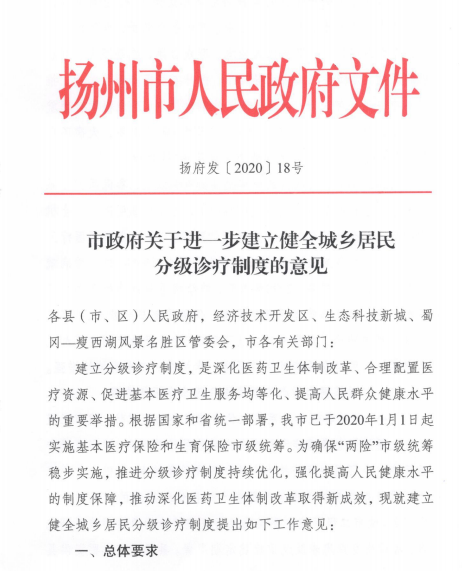 扬州市人民政府文件
扬府发〔2020〕18号
市政府关于进一步建立健全城乡居民
分级诊疗制度的意见
各县（市、区）人民政府，经济技术开发区、生态科技新城、蜀
冈—瘦西湖风景名胜区管委会，市各有关部门：
建立分级诊疗制度，是深化医药卫生体制改革、合理配置医
疗资源、促进基本医疗卫生服务均等化、提高人民群众健康水平
的重要举措。根据国家和省统一部署，我市已于2020年1月1日起
实施基本医疗保险和生育保险市级统筹。为确保“两险”市级统筹
稳步实施，推进分级诊疗制度持续优化，强化提高人民健康水平
的制度保障，推动深化医药卫生体制改革取得新成效，现就建立
健全城乡居民分级诊疗制度提出如下工作意见：
一、总体要求